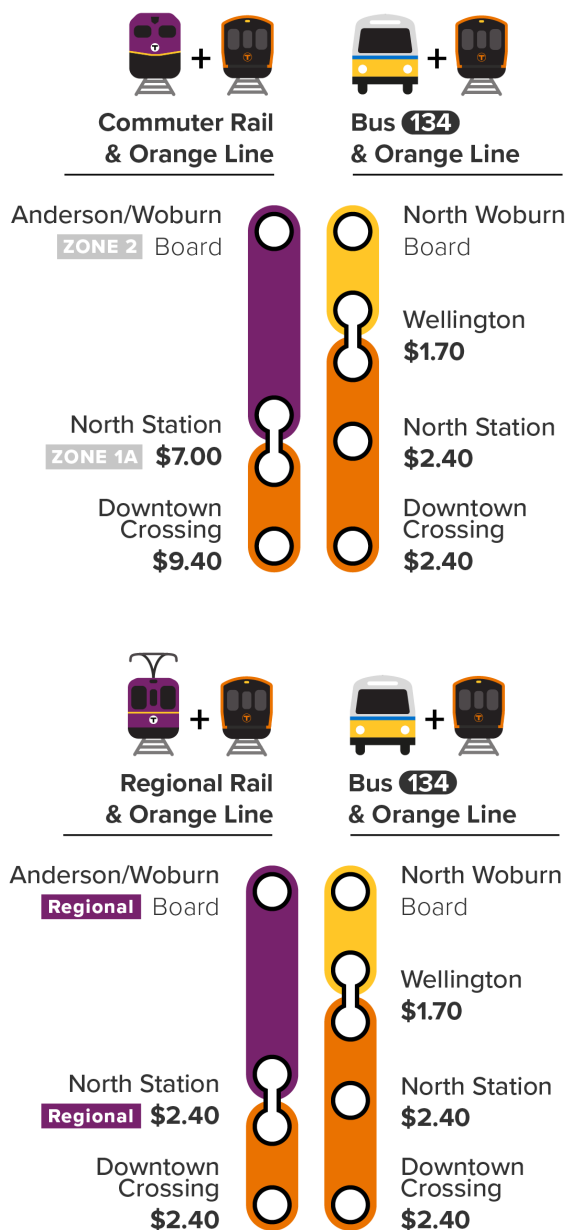 Commuter Rail
& Orange Line
Anderson/Woburn
ZONE 2 Board
North Station
ZONE 1A $7.00
Downtown
Crossing
$9.40
Bus 134
& Orange Line
North Woburn
Board
Wellington
$1.70
North Station
$2.40
Downtown
Crossing
$2.40
Regional Rail
& Orange Line
Anderson/Woburn
Regional Board
North Station
Regional $2.40
Downtown
Crossing
$2.40
Bus 134
& Orange Line
North Woburn
Board
Wellington
$1.70
North Station
$2.40
Downtown
Crossing
$2.40